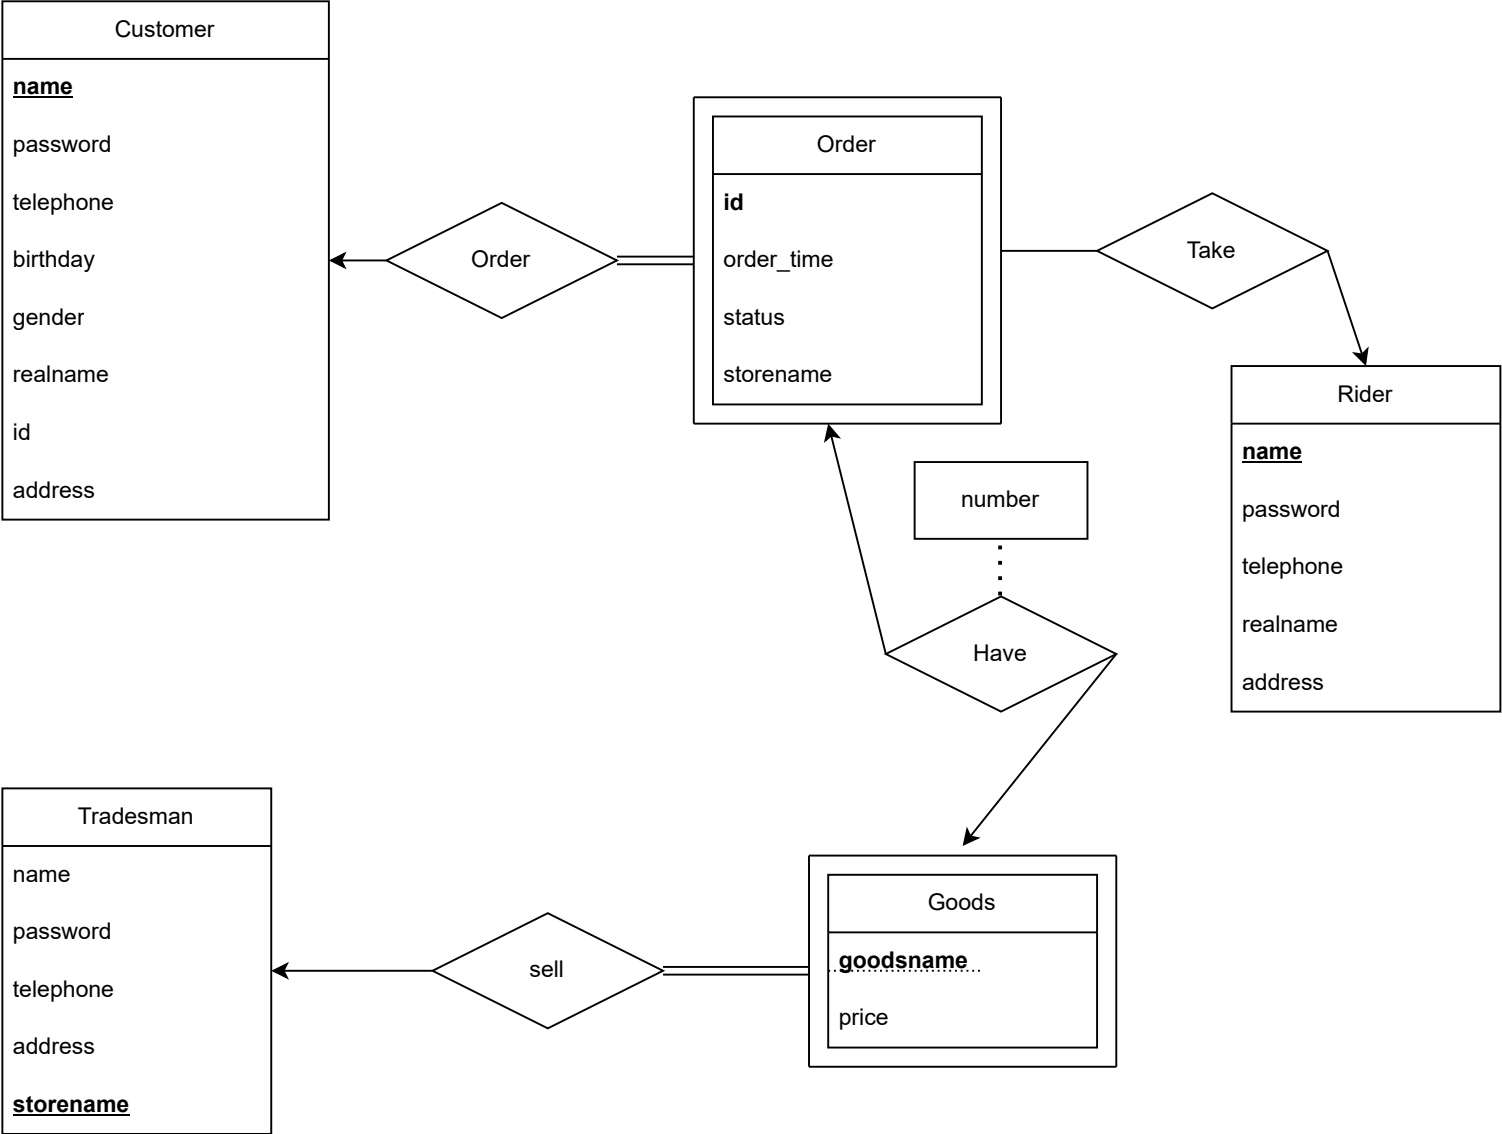 Customer
name
password
telephone
birthday
gender
realname
id
address
Order
Order
id
order_time
status
storename
Take
Rider
name
password
telephone
realname
address
number
Have
Tradesman
name
password
telephone
address
storename
sell
Goods
goodsname
price